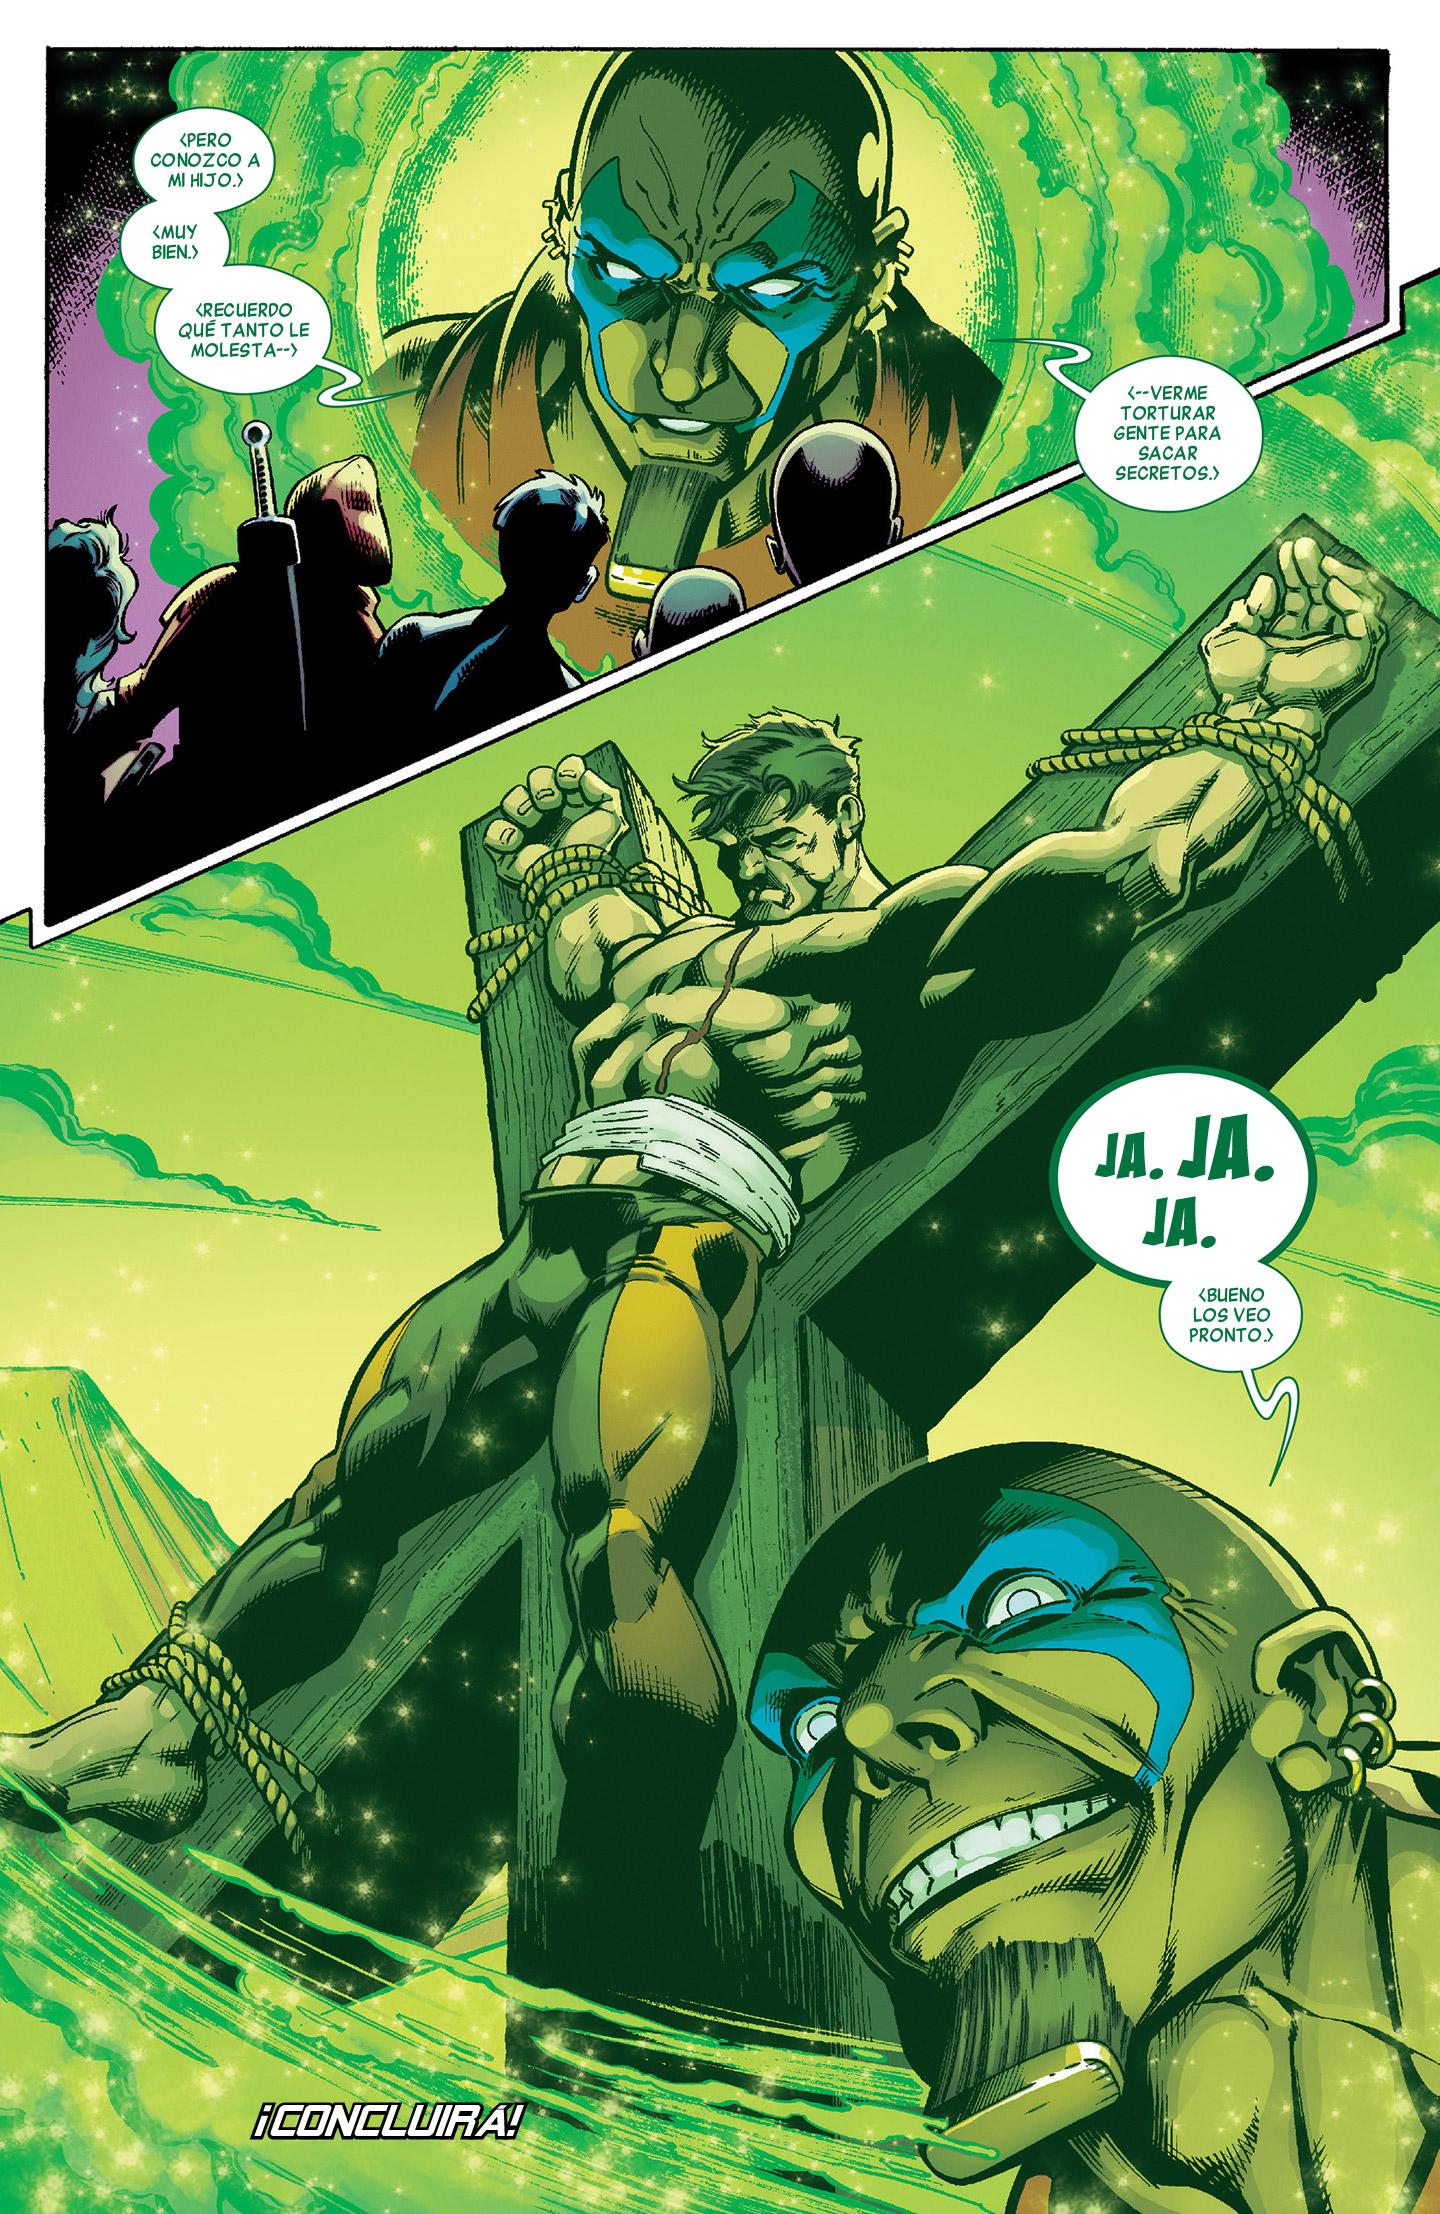 <PERO
CONOZCO A
MI HIJO.>
<MUY
BIEN.>
<RECUERDO
QUÉ TANTO LE
MOLESTA-->
<--VERME
TORTURAR
GENTE PARA
SACAR
SECRETOS.>
JA. JA.
JA.
<BUENO
LOS VEO
PRONTO.>
¡CONCLUIRÁ!